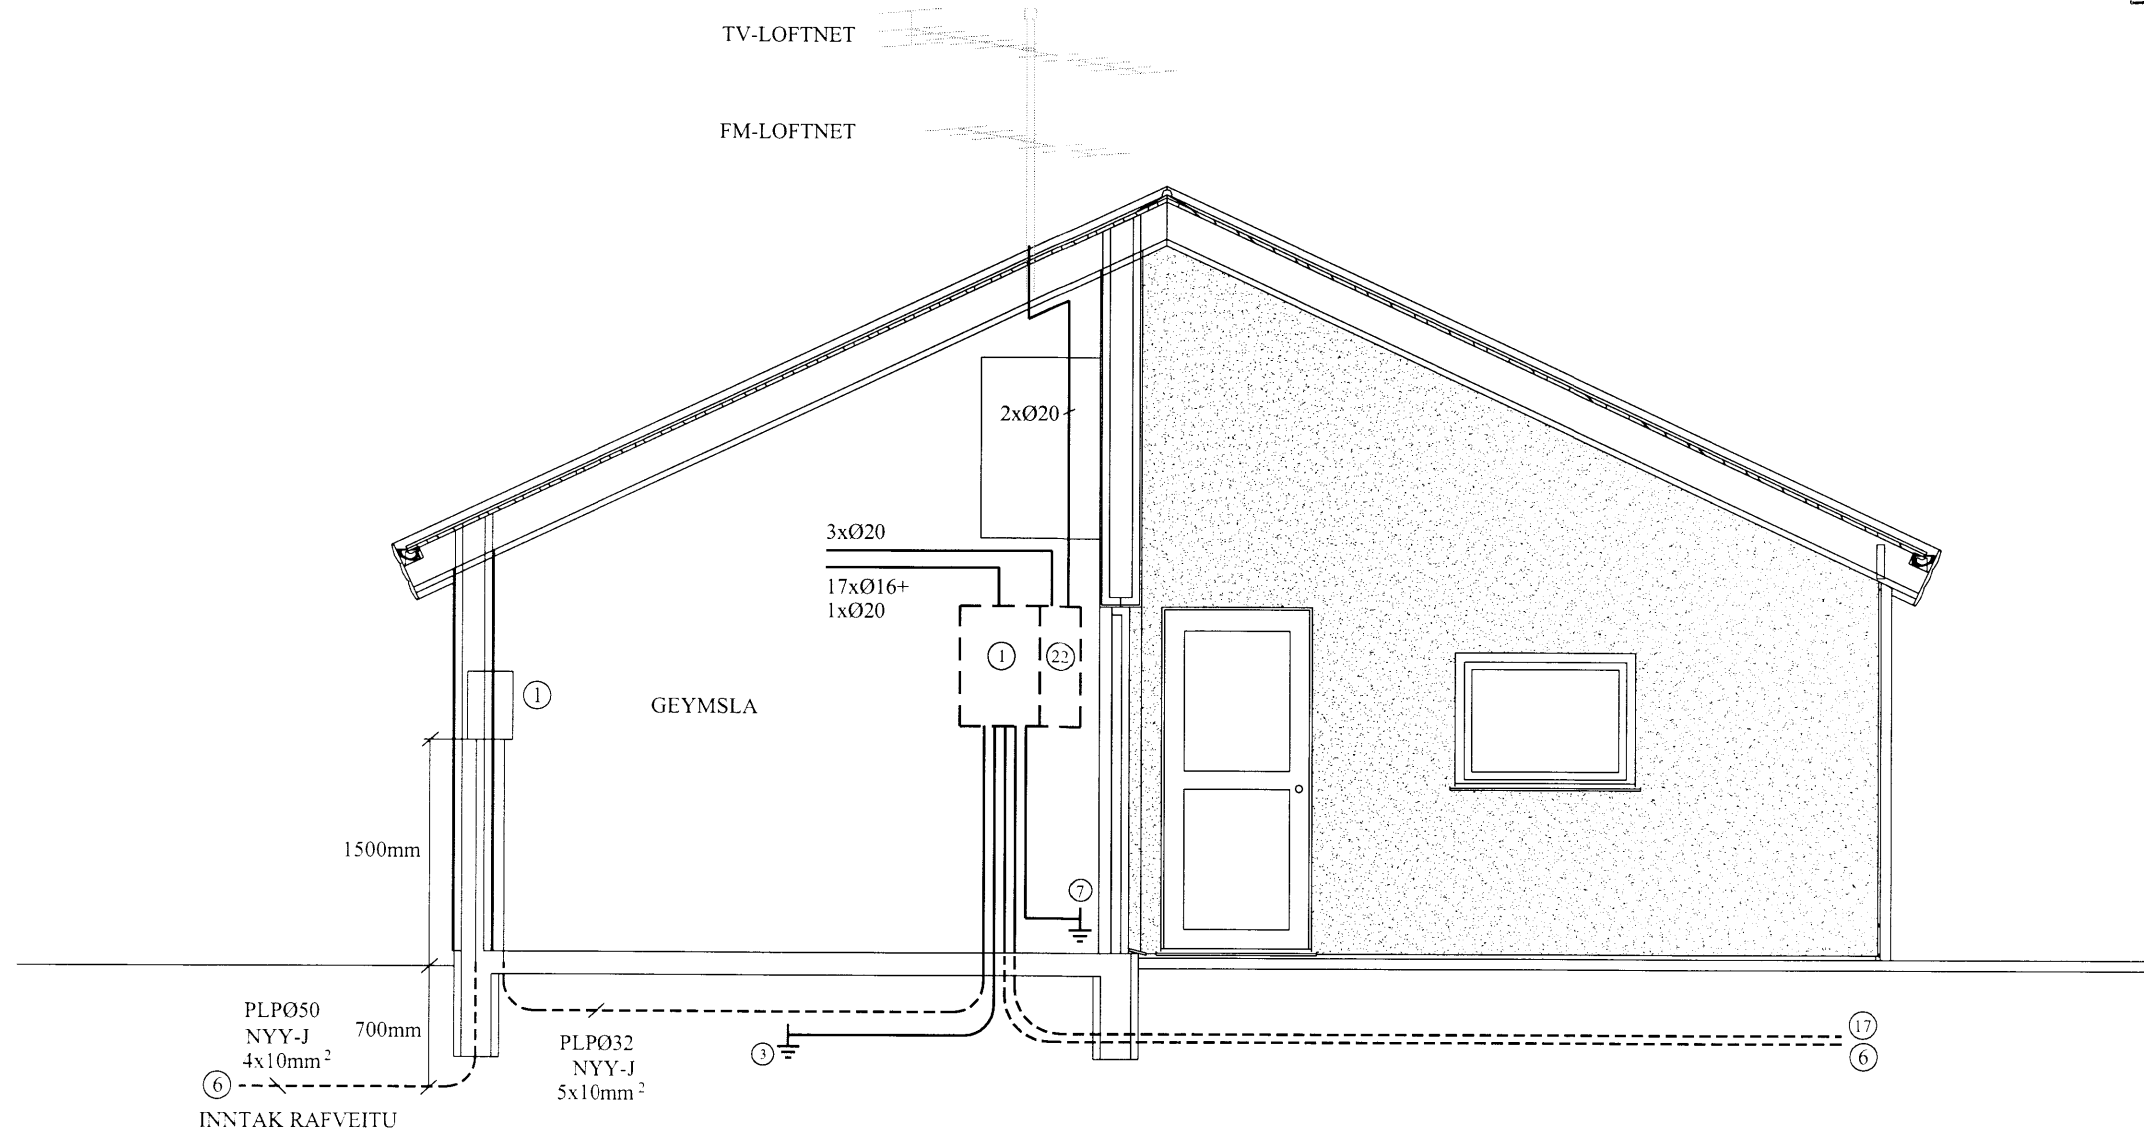 TV-LOFTNET
FM-LOFTNET
2xØ20
3xØ20
17xØ16+
1xØ20
1
22
1
GEYMSLA
1500mm
7
PLPØ50
NYY-J
4x10mm²
700mm
PLPØ32
NYY-J
5x10mm²
3
17
6
6
INNTAK RAFVEITU